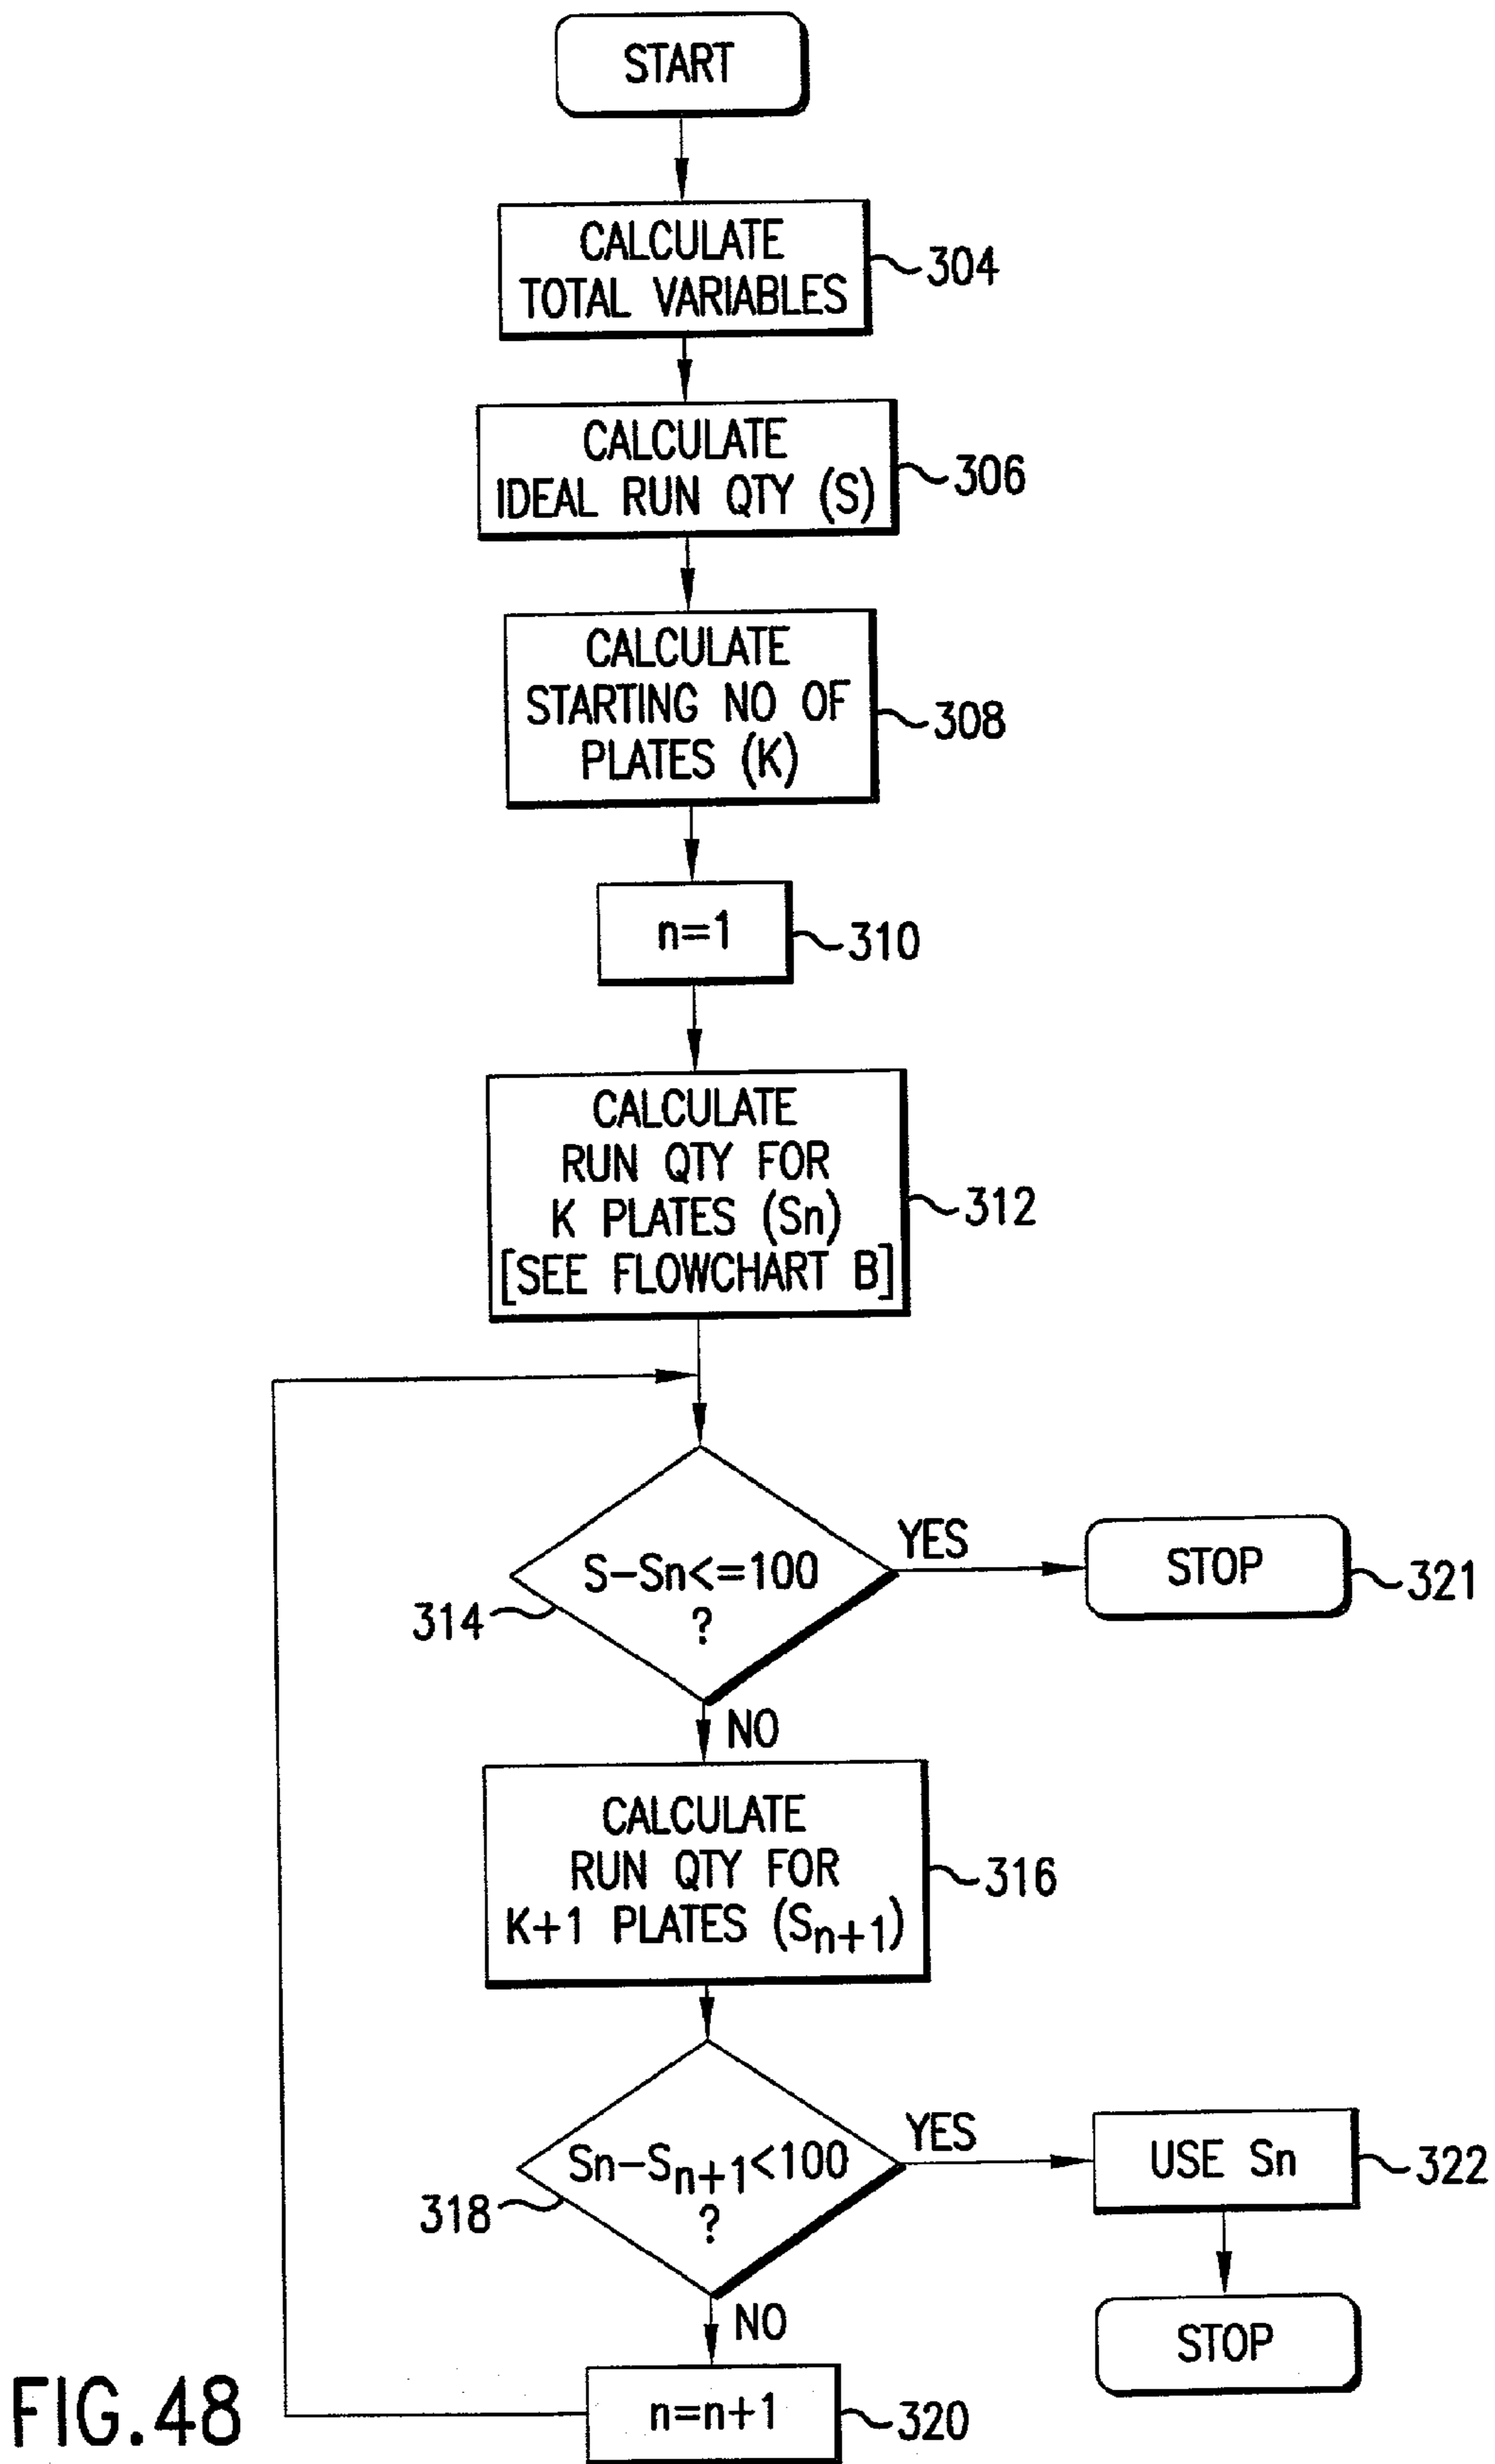 START
CALCULATE
TOTAL VARIABLES
304
CALCULATE
IDEAL RUN QTY (S)
306
CALCULATE
STARTING NO OF
PLATES (K)
308
n=1
310
CALCULATE
RUN QTY FOR
K PLATES (Sn)
[SEE FLOWCHART B]
312
S-Sn<=100
?
314
YES
STOP
321
NO
CALCULATE
RUN QTY FOR
K+1 PLATES (Sn+1)
316
Sn-Sn+1<100
?
318
YES
USE Sn
322
STOP
NO
n=n+1
320
FIG.48